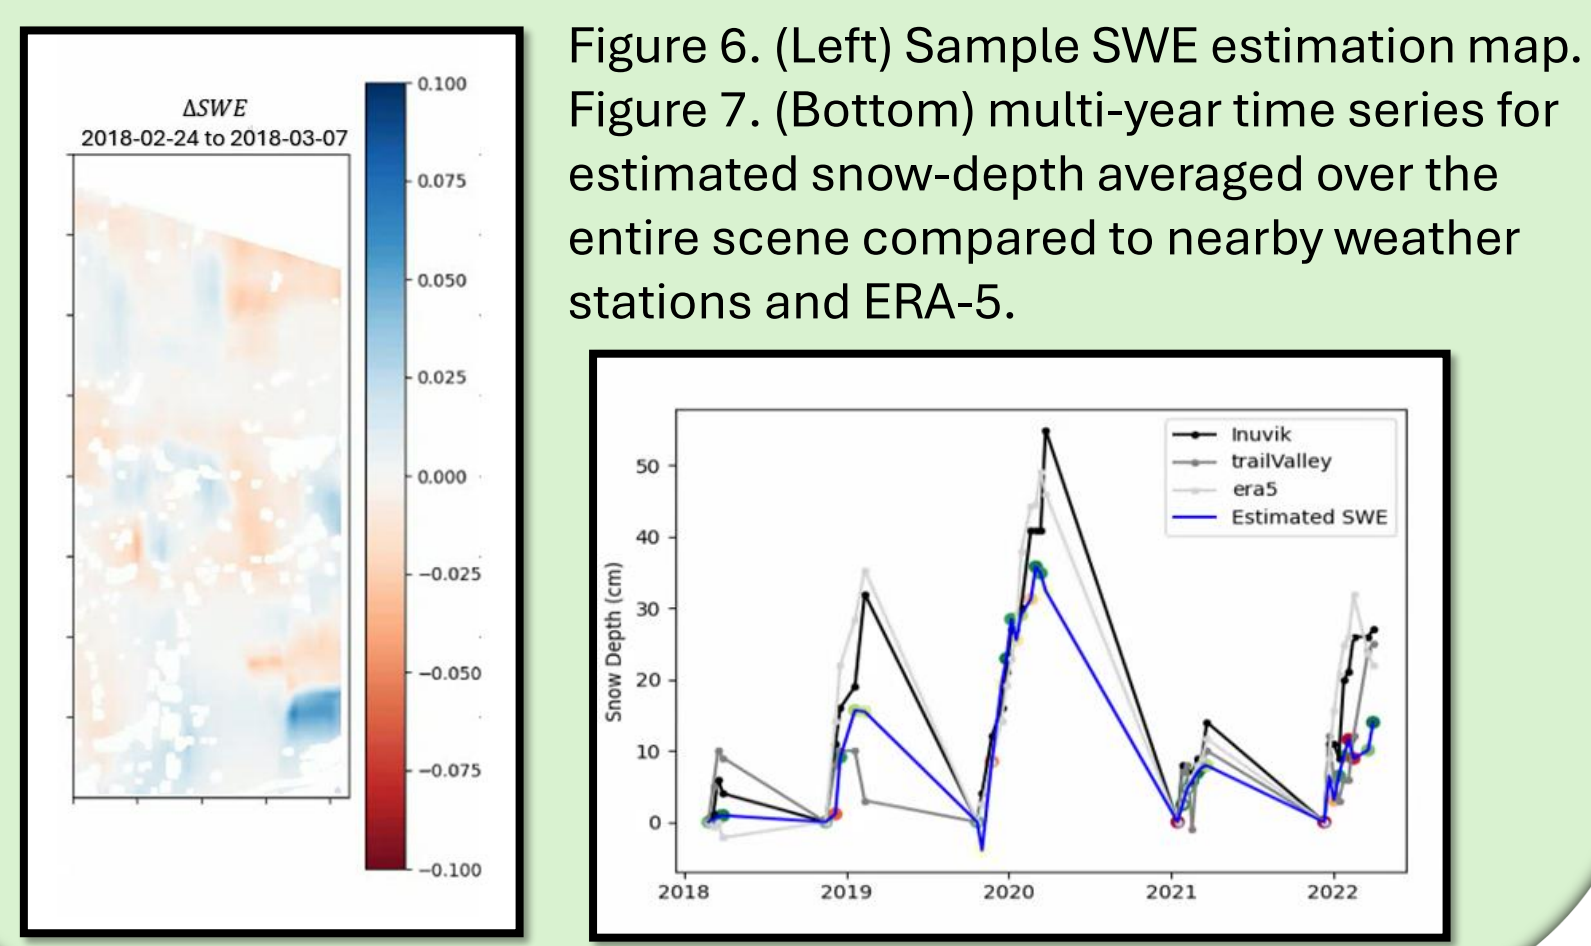 ΔSWE
2018-02-24 to 2018-03-07
0.100
0.075
0.050
0.025
0.000
−0.025
−0.050
−0.075
−0.100
Figure 6. (Left) Sample SWE estimation map.
Figure 7. (Bottom) multi-year time series for
estimated snow-depth averaged over the
entire scene compared to nearby weather
stations and ERA-5.
Inuvik
trailValley
era5
Estimated SWE
Snow Depth (cm)
50
40
30
20
10
0
2018 2019 2020 2021 2022